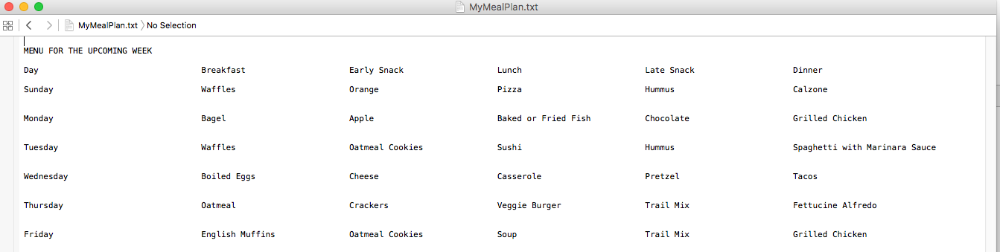 MyMealPlan.txt
MyMealPlan.txt No Selection
MENU FOR THE UPCOMING WEEK
Day Breakfast Early Snack Lunch Late Snack Dinner
Sunday Waffles Orange Pizza Hummus Calzone
Monday Bagel Apple Baked or Fried Fish Chocolate Grilled Chicken
Tuesday Waffles Oatmeal Cookies Sushi Hummus Spaghetti with Marinara Sauce
Wednesday Boiled Eggs Cheese Casserole Pretzel Tacos
Thursday Oatmeal Crackers Veggie Burger Trail Mix Fettucine Alfredo
Friday English Muffins Oatmeal Cookies Soup Trail Mix Grilled Chicken